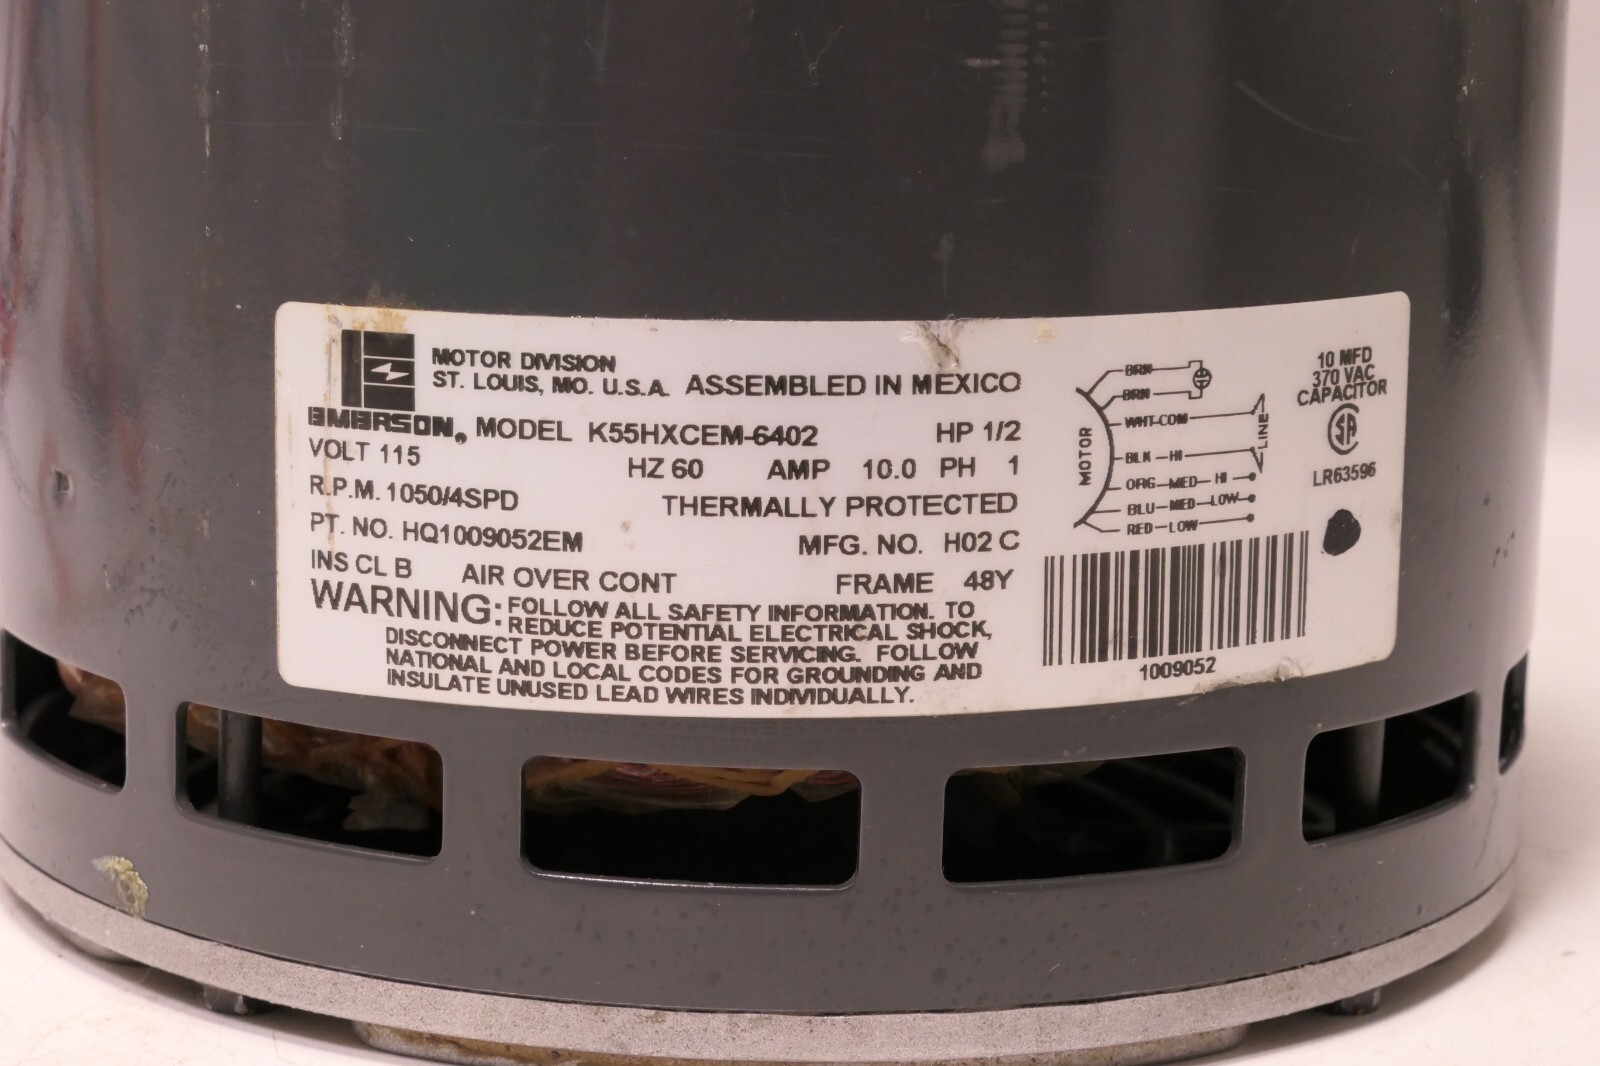 MOTOR DIVISION
ST. LOUIS, MO. U.S.A. ASSEMBLED IN MEXICO
EMERSON® MODEL K55HXCEM-6402 HP 1/2
VOLT 115 HZ 60 AMP 10.0 PH 1
R.P.M. 1050/4SPD THERMALLY PROTECTED
PT. NO. HQ1009052EM MFG. NO. H02 C
INS CL B AIR OVER CONT FRAME 48Y
WARNING: FOLLOW ALL SAFETY INFORMATION. TO
REDUCE POTENTIAL ELECTRICAL SHOCK,
DISCONNECT POWER BEFORE SERVICING. FOLLOW
NATIONAL AND LOCAL CODES FOR GROUNDING AND
INSULATE UNUSED LEAD WIRES INDIVIDUALLY.
MOTOR
BRN
BRN
WHT-COM
BLK-HI
ORG-MED-HI
BLU-MED-LOW
RED-LOW
LINE
10 MFD
370 VAC
CAPACITOR
SA
LR63596
1009052